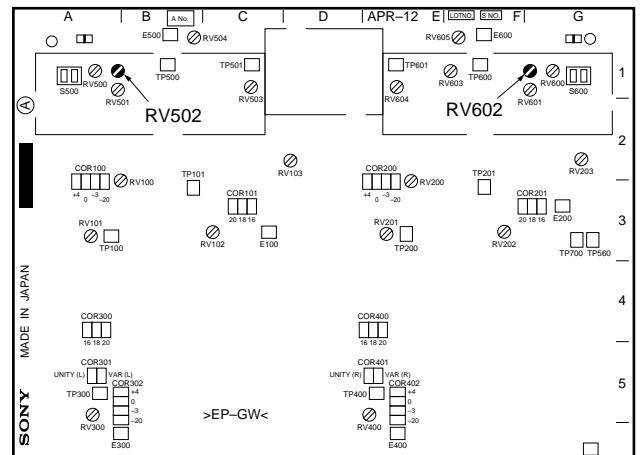 A B A No. C D APR–12 E LOTNO. S NO. F G
E500 RV504 RV605 E600
TP500 TP501 TP601 TP600
S500 RV500 RV501 RV503 RV604 RV603 RV601 RV600 S600
1
A
RV502 RV602
2
COR100 RV103 COR200 RV203
RV100 TP101 RV200 TP201
+4 –3 +4 –3
0 –20 0 –20
COR101 COR201
20 18 16 20 18 16
E200
3
RV101 RV201
TP100 RV102 E100 TP200 RV202 TP700 TP560
MADE IN JAPAN
4
COR300 COR400
16 18 20 16 18 20
COR301 COR401
UNITY (L) VAR (L) UNITY (R) VAR (R)
COR302 COR402
5
TP300 +4 TP400 +4
0 0
–3 –3
–20 –20
RV300 RV400
>EP–GW<
SONY
E300 E400